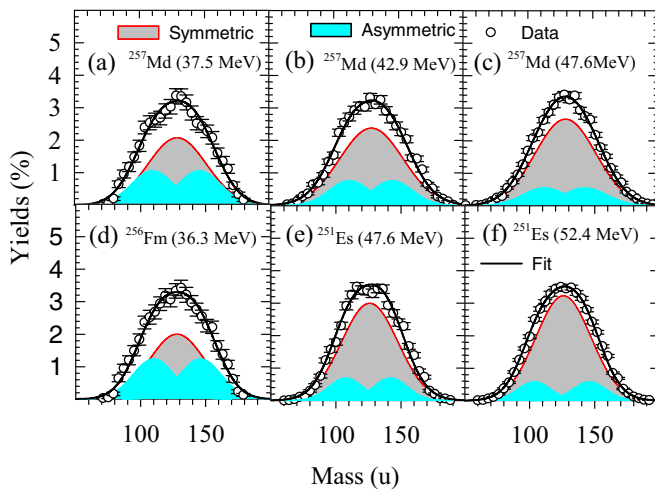 Symmetric Asymmetric Data
(a) 257Md (37.5 MeV) (b) 257Md (42.9 MeV) (c) 257Md (47.6MeV)
5
4
3
2
1
Yields (%)
(d) 256Fm (36.3 MeV) (e) 251Es (47.6 MeV) (f) 251Es (52.4 MeV)
Fit
5
4
3
2
1
100 150 100 150 100 150
Mass (u)